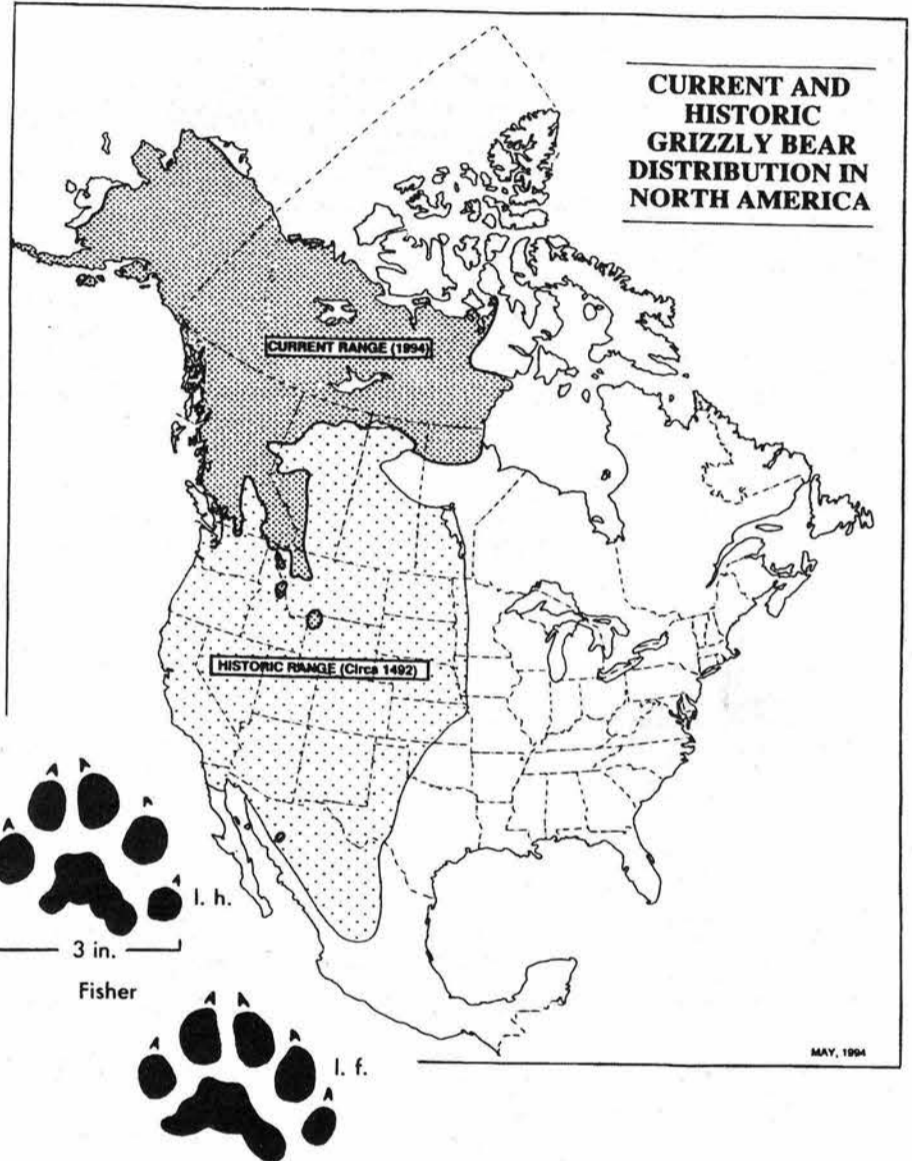 CURRENT AND
HISTORIC
GRIZZLY BEAR
DISTRIBUTION IN
NORTH AMERICA
CURRENT RANGE (1994)
HISTORIC RANGE (Circa 1492)
l. h.
3 in.
Fisher
l. f.
MAY, 1994